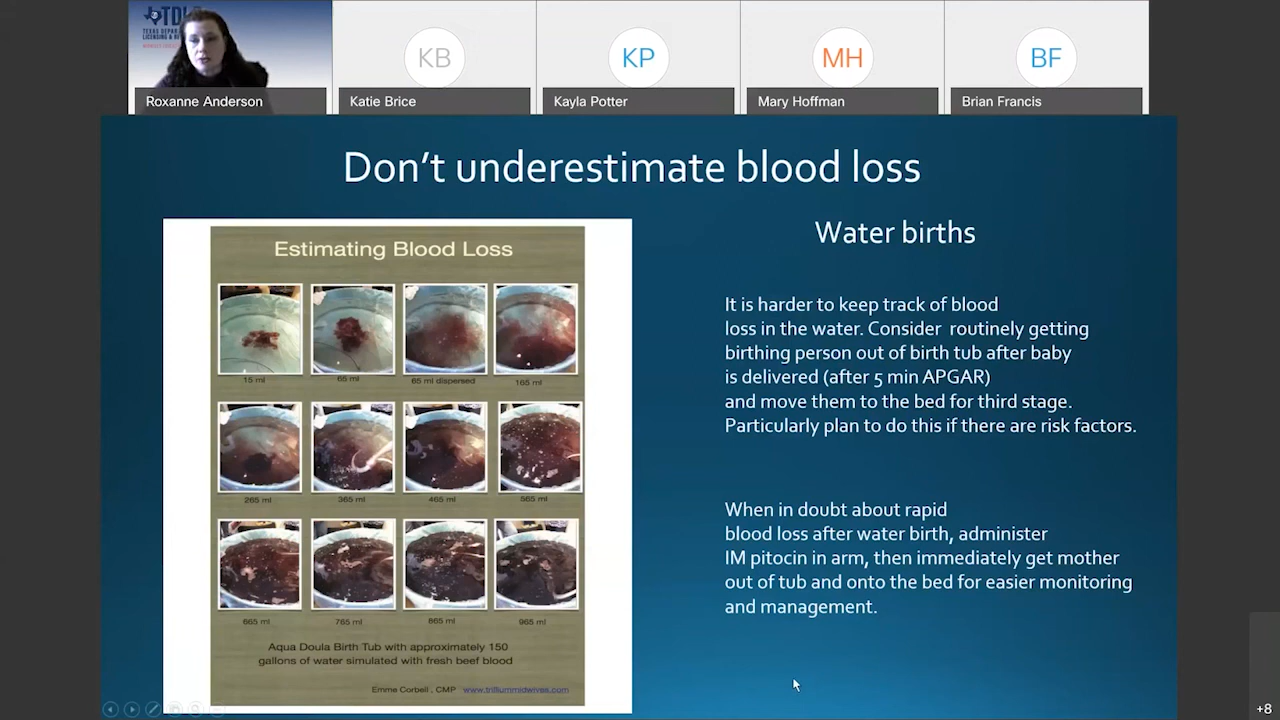 TDL
TEXAS DEPAR
LICENSING & RE
Roxanne Anderson
KB
Katie Brice
KP
Kayla Potter
MH
Mary Hoffman
BF
Brian Francis
Don't underestimate blood loss
Estimating Blood Loss
15 ml
65 ml
65 ml dispersed
165 ml
265 ml
365 ml
465 ml
565 ml
665 ml
765 ml
865 ml
965 ml
Aqua Doula Birth Tub with approximately 150
gallons of water simulated with fresh beef blood
Emme Corbell , CMP www.trilliummidwives.com
Water births
It is harder to keep track of blood
loss in the water. Consider routinely getting
birthing person out of birth tub after baby
is delivered (after 5 min APGAR)
and move them to the bed for third stage.
Particularly plan to do this if there are risk factors.
When in doubt about rapid
blood loss after water birth, administer
IM pitocin in arm, then immediately get mother
out of tub and onto the bed for easier monitoring
and management.
+8